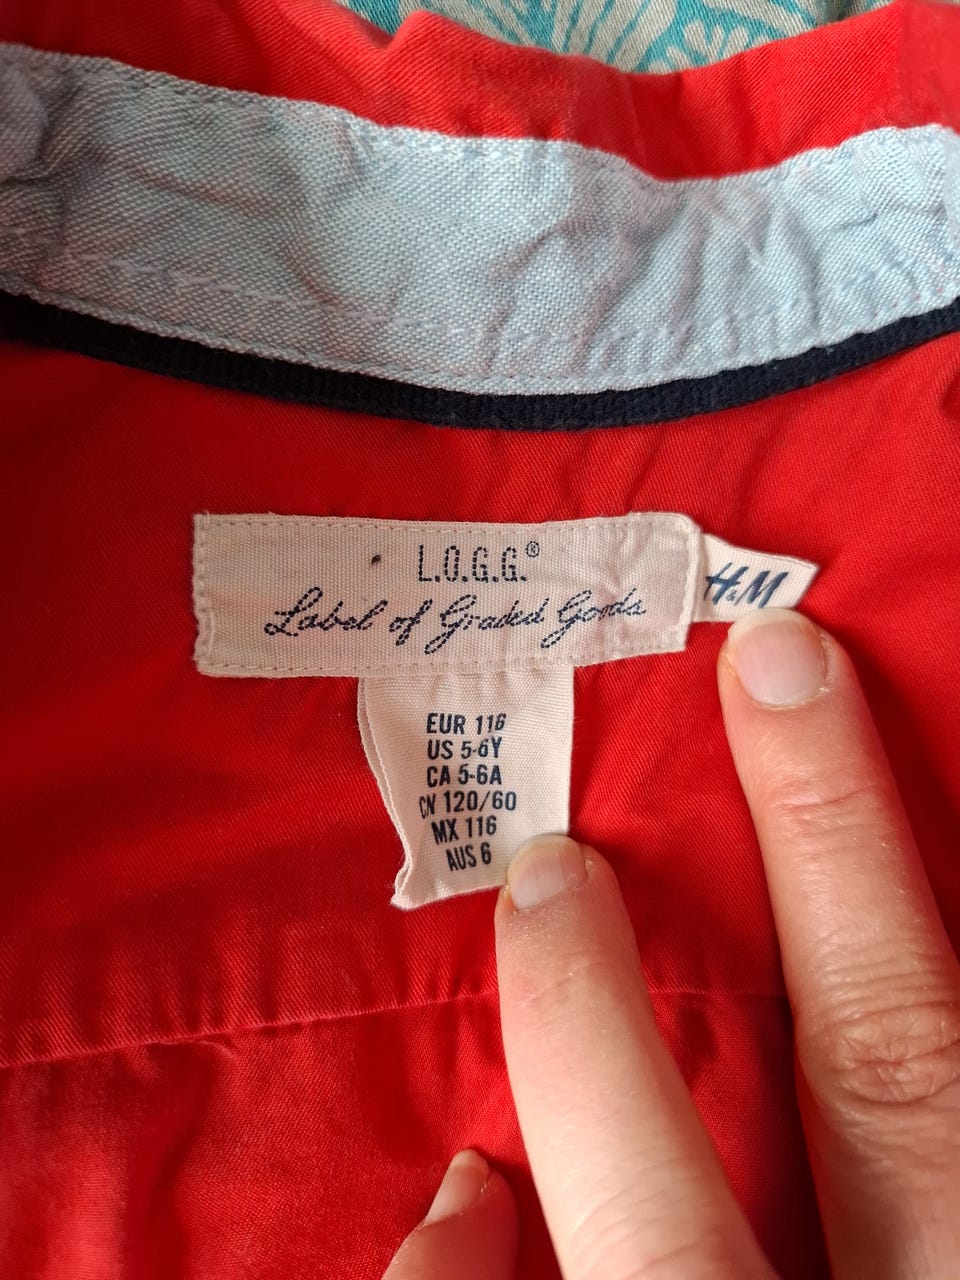 L.O.G.G.®
Label of Graded Goods
H&M
EUR 116
US 5-6Y
CA 5-6A
CN 120/60
MX 116
AUS 6